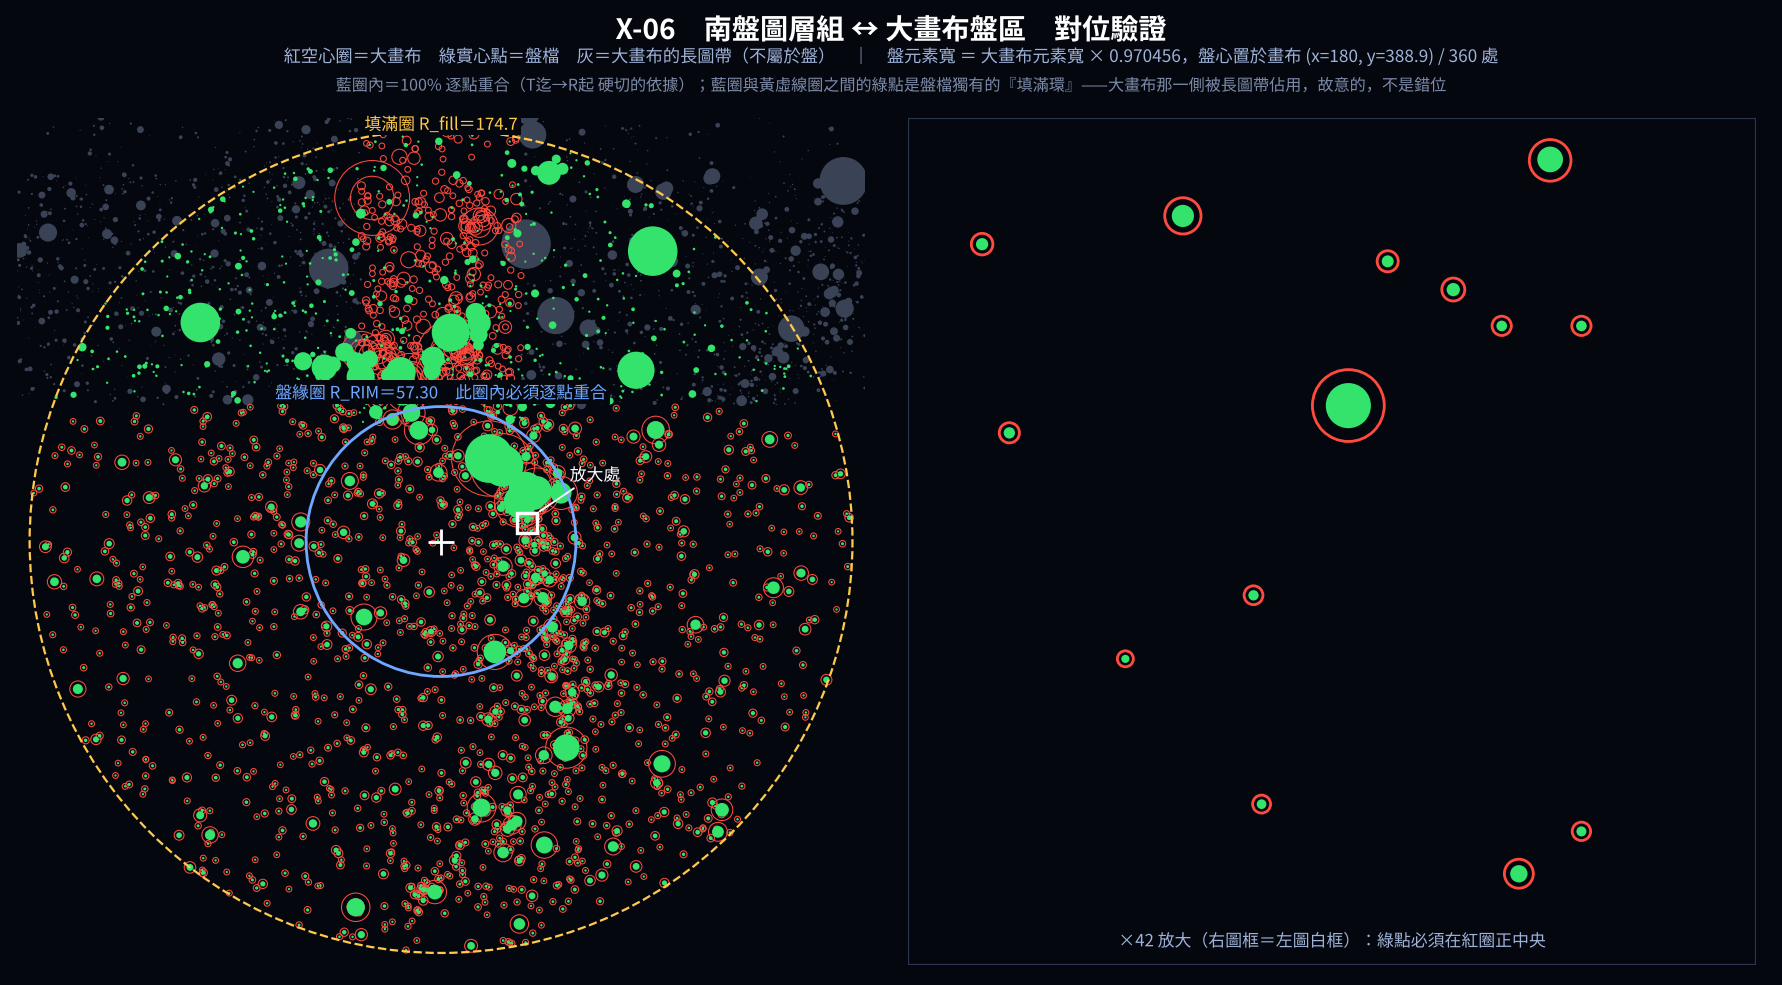 X-06　南盤圖層組 ↔ 大畫布盤區　對位驗證
紅空心圈＝大畫布　綠實心點＝盤檔　灰＝大畫布的長圖帶（不屬於盤）　｜　盤元素寬 ＝ 大畫布元素寬 × 0.970456，盤心置於畫布 (x=180, y=388.9) / 360 處
藍圈內＝100% 逐點重合（T迄→R起 硬切的依據）；藍圈與黃虛線圈之間的綠點是盤檔獨有的『填滿環』——大畫布那一側被長圖帶佔用，故意的，不是錯位
填滿圈 R_fill＝174.7
盤緣圈 R_RIM＝57.30　此圈內必須逐點重合
放大處
×42 放大（右圖框＝左圖白框）：綠點必須在紅圈正中央